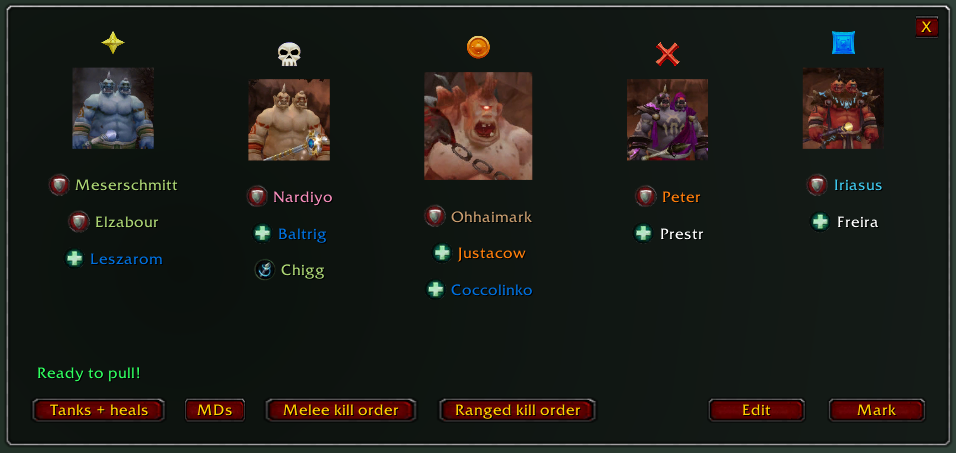 X
Meserschmitt
Elzabour
Leszarom
Nardiyo
Baltrig
Chigg
Ohhaimark
Justacow
Coccolinko
Peter
Prestr
Iriasus
Freira
Ready to pull!
Tanks + heals
MDs
Melee kill order
Ranged kill order
Edit
Mark